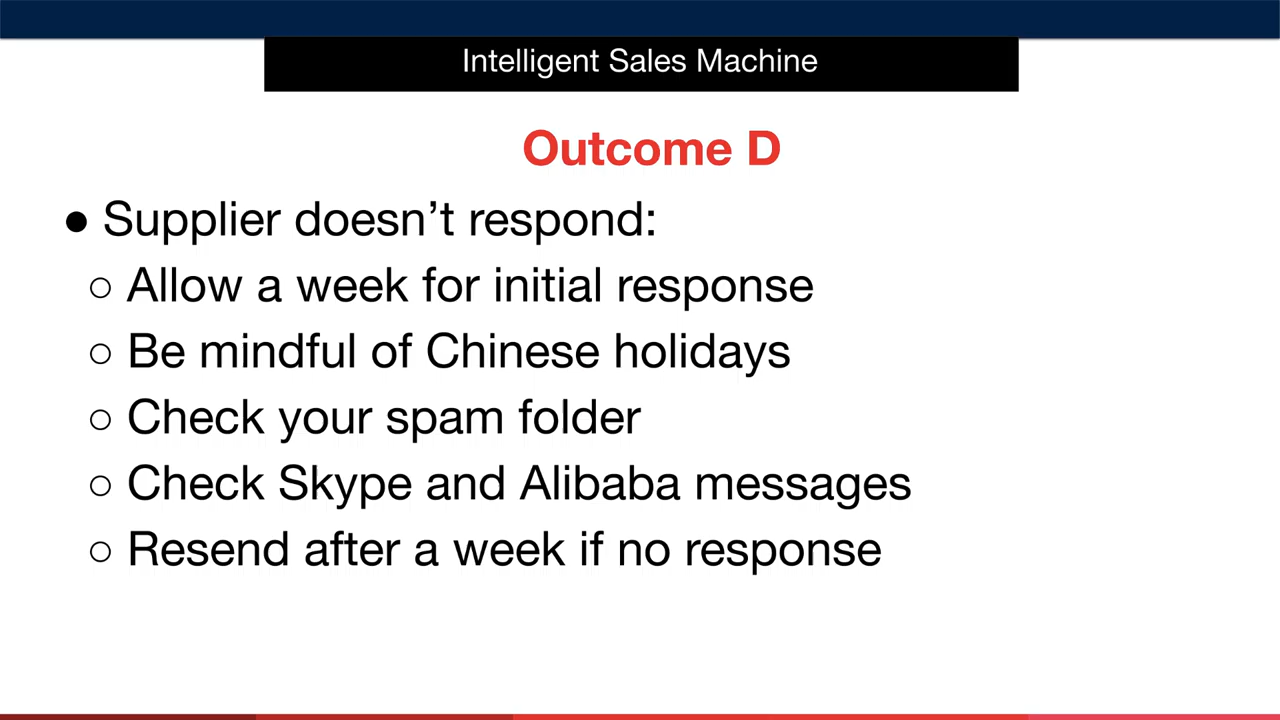 Intelligent Sales Machine
Outcome D
● Supplier doesn’t respond:
○ Allow a week for initial response
○ Be mindful of Chinese holidays
○ Check your spam folder
○ Check Skype and Alibaba messages
○ Resend after a week if no response